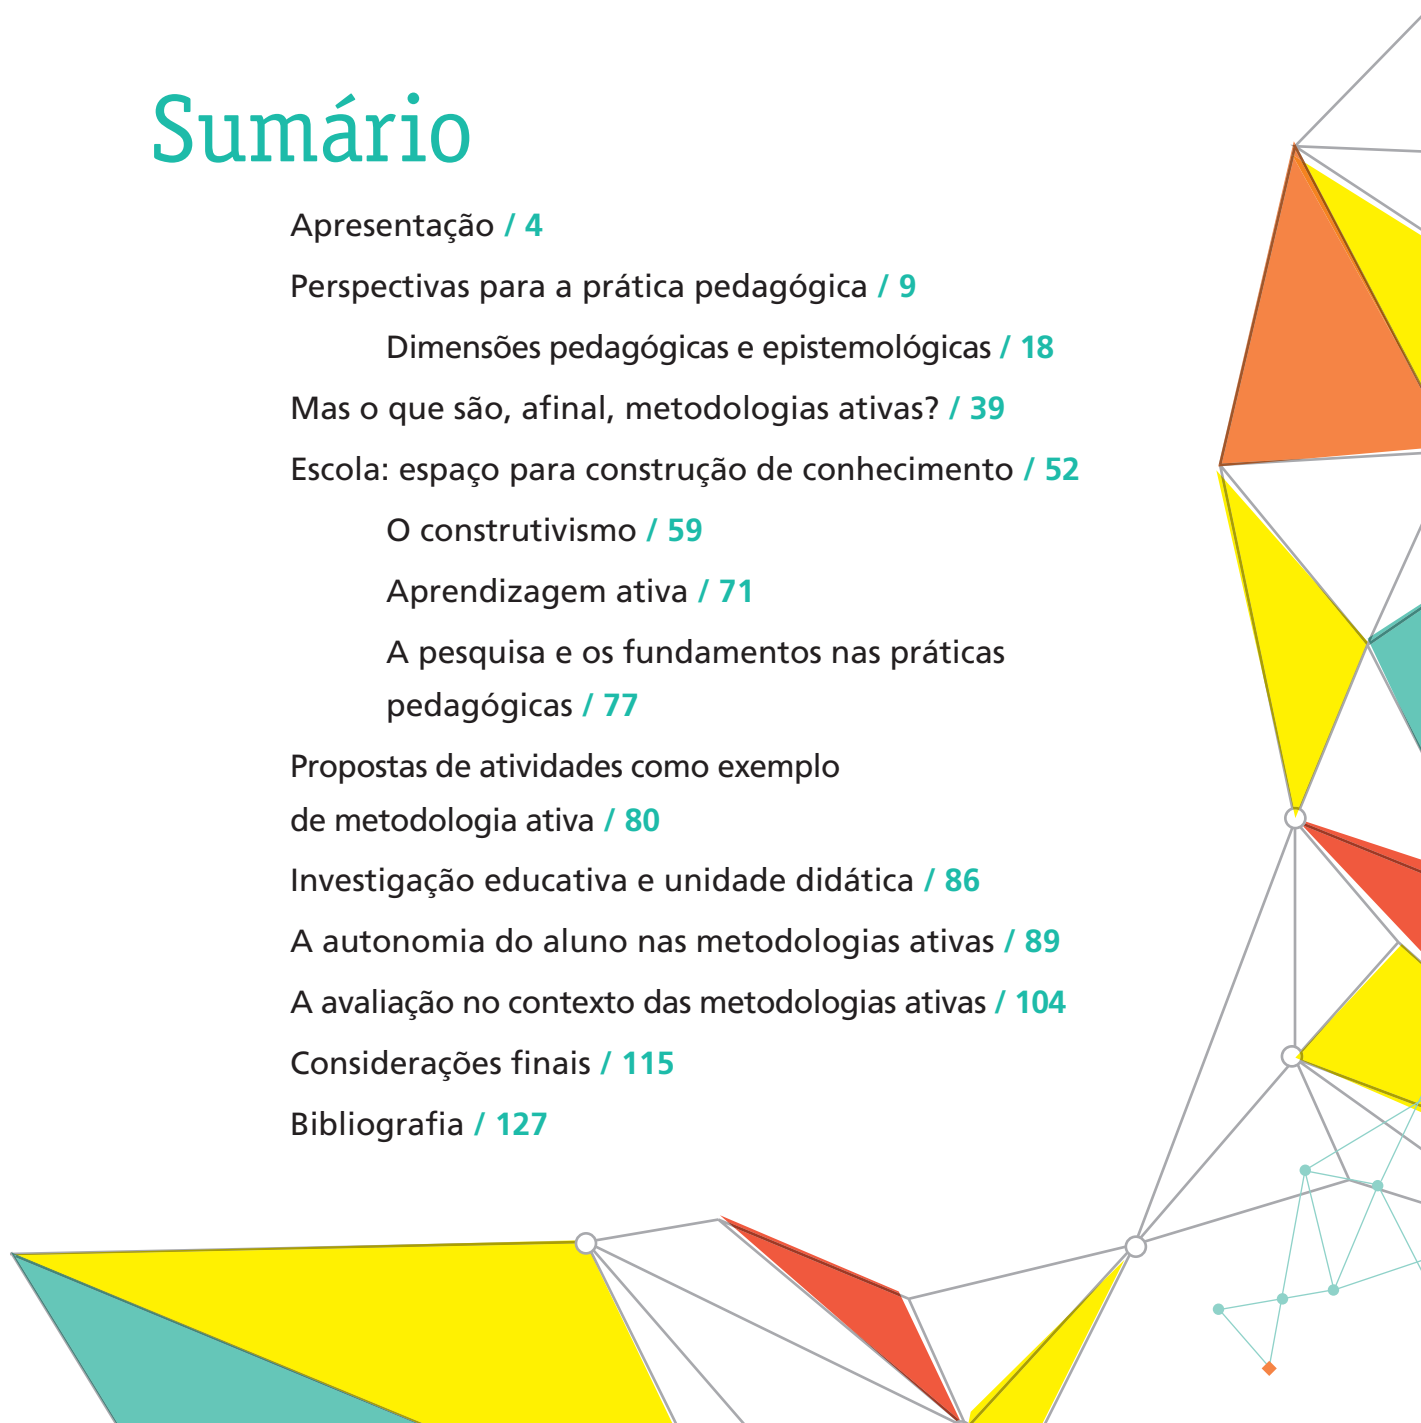 Sumário
Apresentação / 4
Perspectivas para a prática pedagógica / 9
Dimensões pedagógicas e epistemológicas / 18
Mas o que são, afinal, metodologias ativas? / 39
Escola: espaço para construção de conhecimento / 52
O construtivismo / 59
Aprendizagem ativa / 71
A pesquisa e os fundamentos nas práticas
pedagógicas / 77
Propostas de atividades como exemplo
de metodologia ativa / 80
Investigação educativa e unidade didática / 86
A autonomia do aluno nas metodologias ativas / 89
A avaliação no contexto das metodologias ativas / 104
Considerações finais / 115
Bibliografia / 127